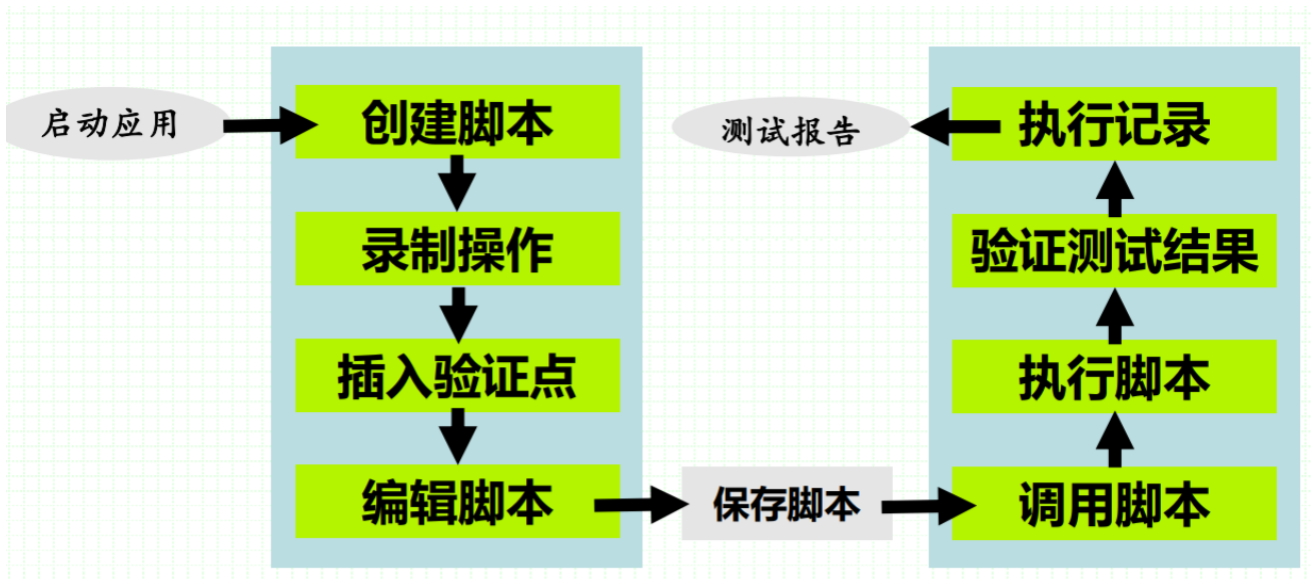 启动应用
创建脚本
录制操作
插入验证点
编辑脚本
保存脚本
调用脚本
执行脚本
验证测试结果
执行记录
测试报告